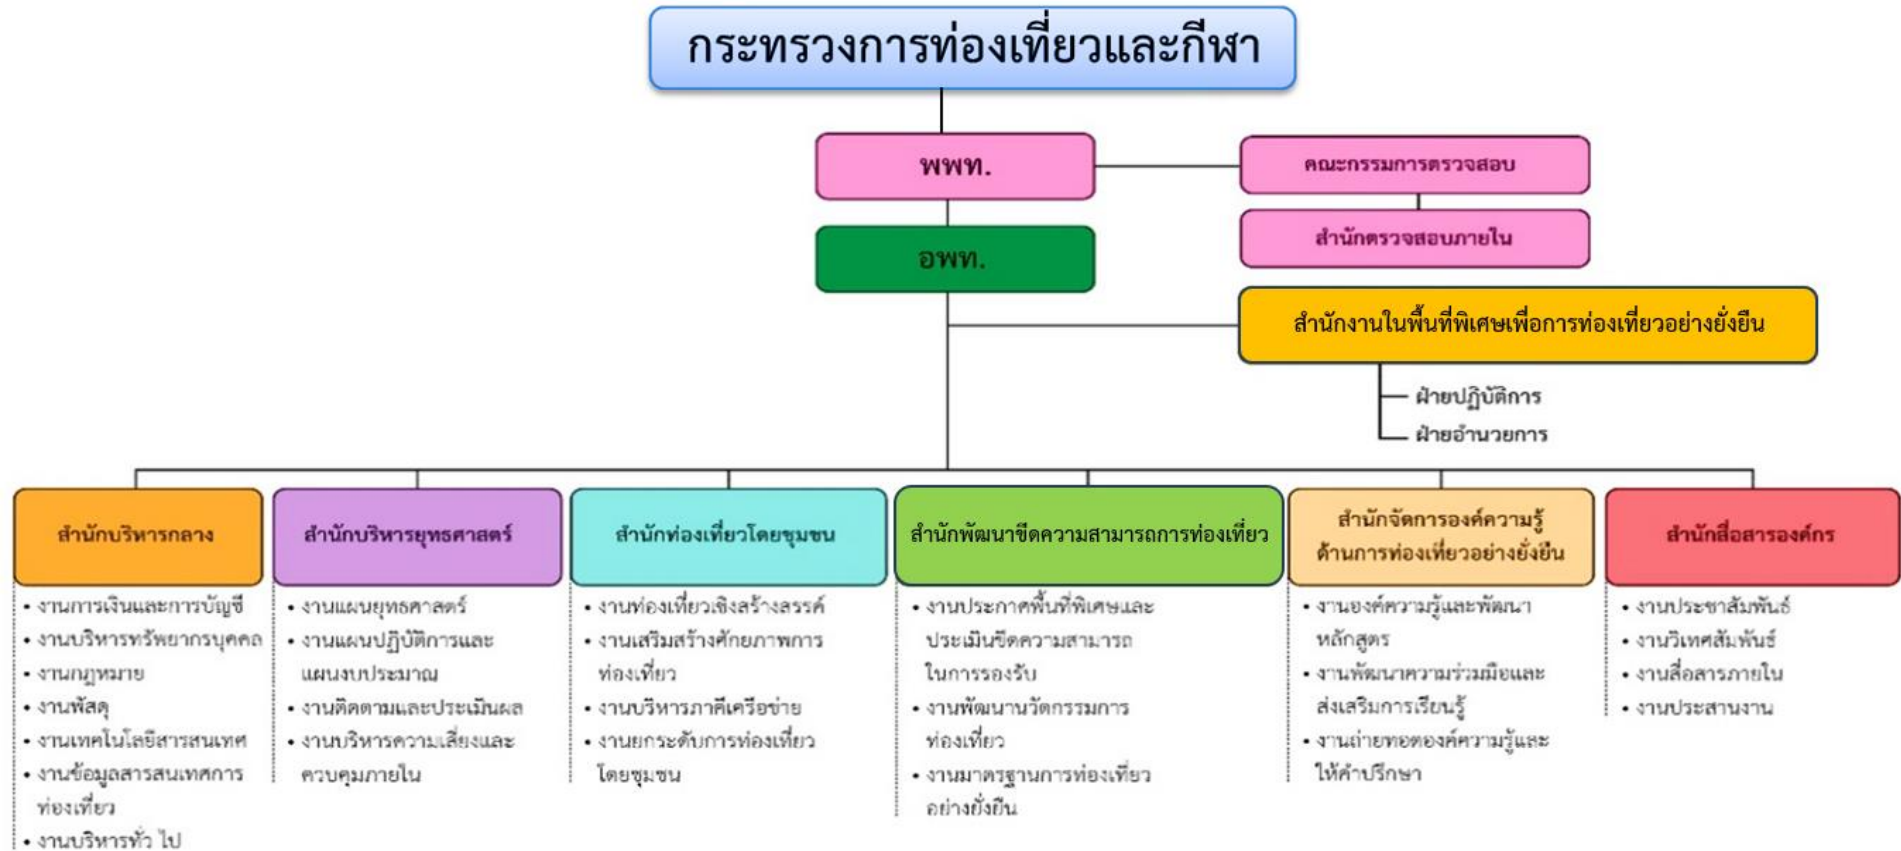 กระทรวงการท่องเที่ยวและกีฬา
พพท.
คณะกรรมการตรวจสอบ
สำนักตรวจสอบภายใน
อพท.
สำนักงานในพื้นที่พิเศษเพื่อการท่องเที่ยวอย่างยั่งยืน
ฝ่ายปฏิบัติการ
ฝ่ายอำนวยการ
สำนักบริหารกลาง
• งานการเงินและการบัญชี
• งานบริหารทรัพยากรบุคคล
• งานกฎหมาย
• งานพัสดุ
• งานเทคโนโลยีสารสนเทศ
• งานข้อมูลสารสนเทศการ
ท่องเที่ยว
• งานบริหารทั่ว ไป
สำนักบริหารยุทธศาสตร์
• งานแผนยุทธศาสตร์
• งานแผนปฏิบัติการและ
แผนงบประมาณ
• งานติดตามและประเมินผล
• งานบริหารความเสี่ยงและ
ควบคุมภายใน
สำนักท่องเที่ยวโดยชุมชน
• งานท่องเที่ยวเชิงสร้างสรรค์
• งานเสริมสร้างศักยภาพการ
ท่องเที่ยว
• งานบริหารภาคีเครือข่าย
• งานยกระดับการท่องเที่ยว
โดยชุมชน
สำนักพัฒนาขีดความสามารถการท่องเที่ยว
• งานประกาศพื้นที่พิเศษและ
ประเมินขีดความสามารถ
ในการรองรับ
• งานพัฒนานวัตกรรมการ
ท่องเที่ยว
• งานมาตรฐานการท่องเที่ยว
อย่างยั่งยืน
สำนักจัดการองค์ความรู้
ด้านการท่องเที่ยวอย่างยั่งยืน
• งานองค์ความรู้และพัฒนา
หลักสูตร
• งานพัฒนาความร่วมมือและ
ส่งเสริมการเรียนรู้
• งานถ่ายทอดองค์ความรู้และ
ให้คำปรึกษา
สำนักสื่อสารองค์กร
• งานประชาสัมพันธ์
• งานวิเทศสัมพันธ์
• งานสื่อสารภายใน
• งานประสานงาน